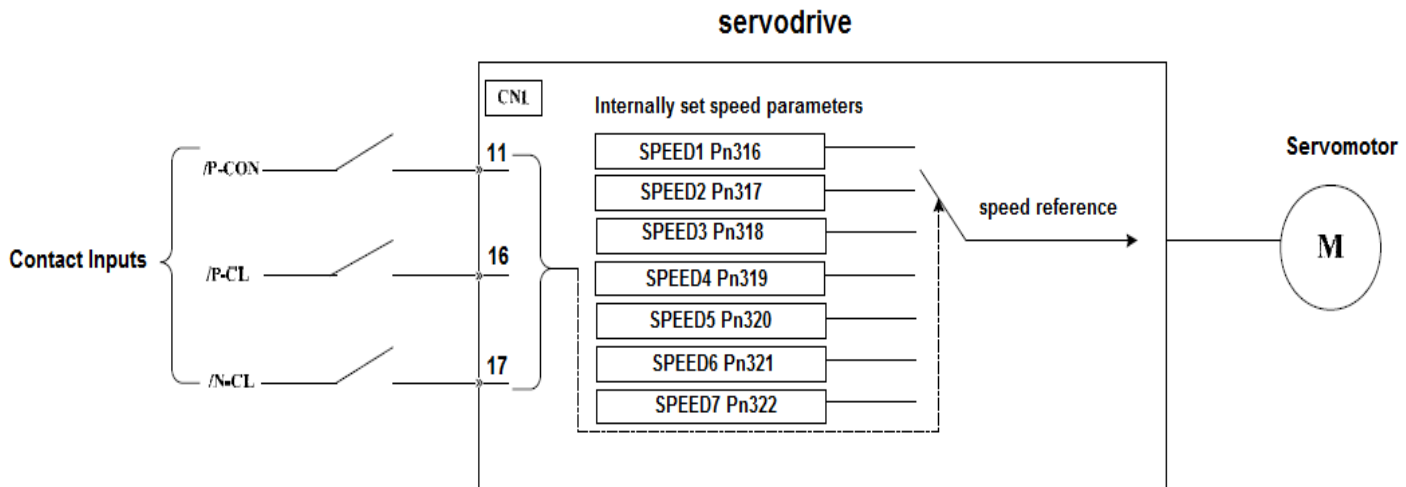 servodrive
CN1
Internally set speed parameters
Contact Inputs
/P-CON
11
/P-CL
16
/N-CL
17
SPEED1 Pn316
SPEED2 Pn317
SPEED3 Pn318
SPEED4 Pn319
SPEED5 Pn320
SPEED6 Pn321
SPEED7 Pn322
speed reference
Servomotor
M